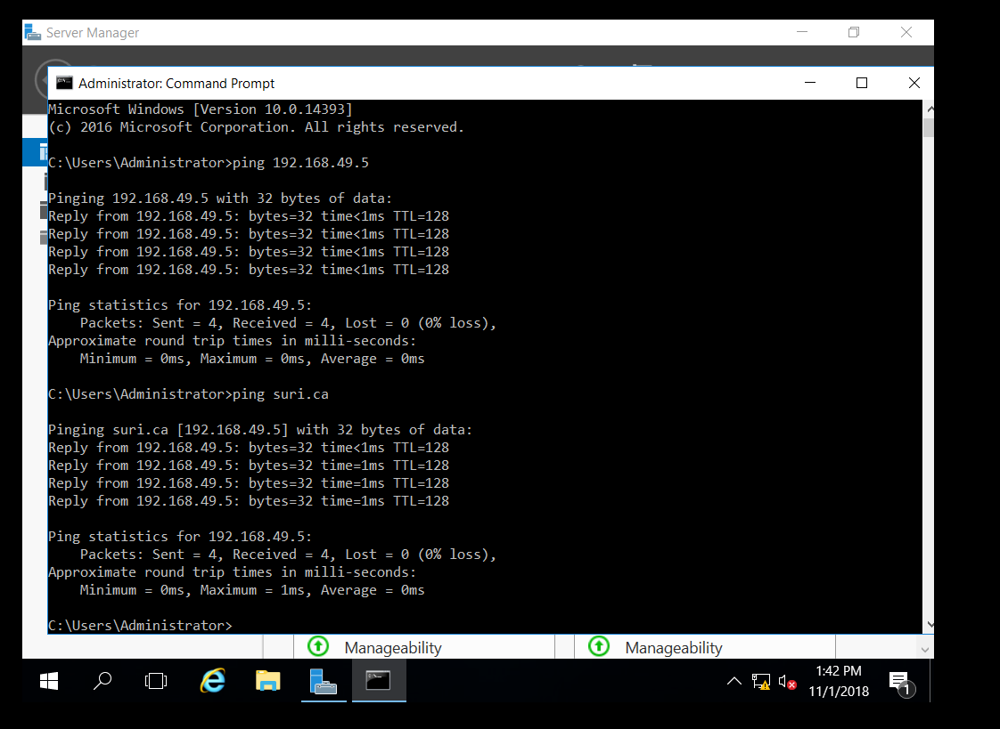 Server Manager
Administrator: Command Prompt
Microsoft Windows [Version 10.0.14393]
(c) 2016 Microsoft Corporation. All rights reserved.
C:\Users\Administrator>ping 192.168.49.5
Pinging 192.168.49.5 with 32 bytes of data:
Reply from 192.168.49.5: bytes=32 time<1ms TTL=128
Reply from 192.168.49.5: bytes=32 time<1ms TTL=128
Reply from 192.168.49.5: bytes=32 time<1ms TTL=128
Reply from 192.168.49.5: bytes=32 time<1ms TTL=128
Ping statistics for 192.168.49.5:
    Packets: Sent = 4, Received = 4, Lost = 0 (0% loss),
Approximate round trip times in milli-seconds:
    Minimum = 0ms, Maximum = 0ms, Average = 0ms
C:\Users\Administrator>ping suri.ca
Pinging suri.ca [192.168.49.5] with 32 bytes of data:
Reply from 192.168.49.5: bytes=32 time<1ms TTL=128
Reply from 192.168.49.5: bytes=32 time=1ms TTL=128
Reply from 192.168.49.5: bytes=32 time=1ms TTL=128
Reply from 192.168.49.5: bytes=32 time=1ms TTL=128
Ping statistics for 192.168.49.5:
    Packets: Sent = 4, Received = 4, Lost = 0 (0% loss),
Approximate round trip times in milli-seconds:
    Minimum = 0ms, Maximum = 1ms, Average = 0ms
C:\Users\Administrator>
Manageability
Manageability
1:42 PM
11/1/2018
1